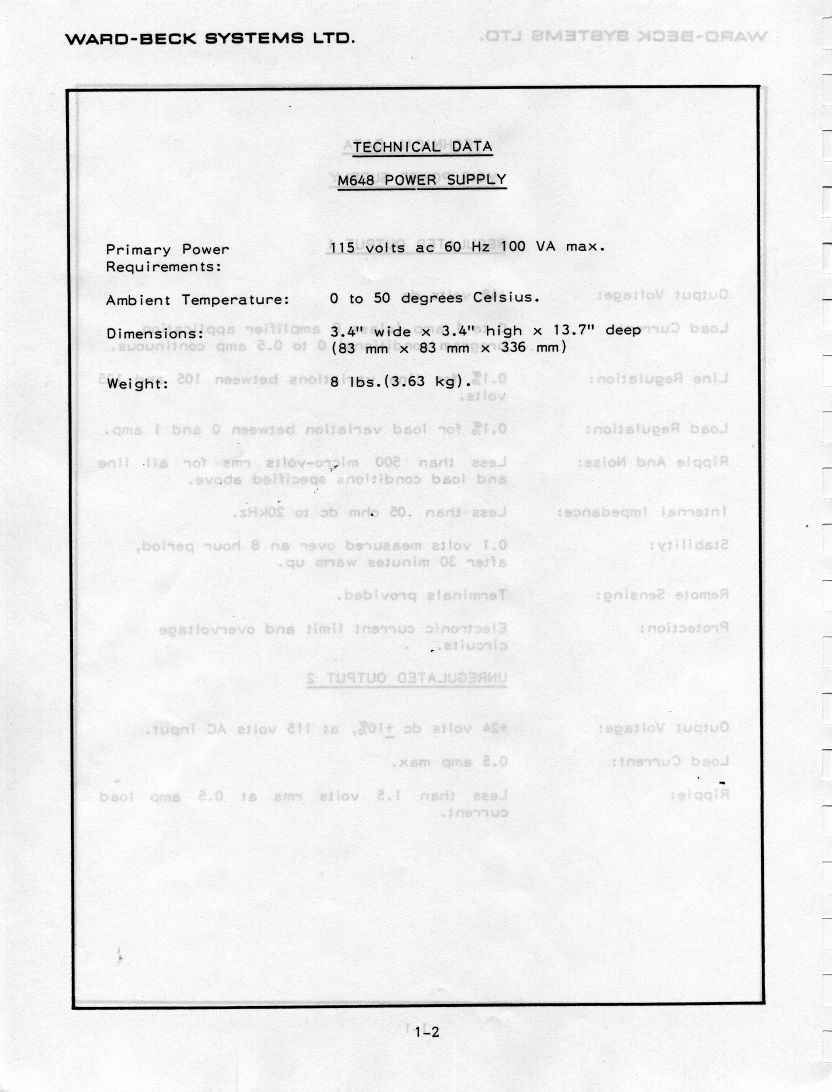 WARD-BECK SYSTEMS LTD.
TECHNICAL DATA
M648 POWER SUPPLY
Primary Power Requirements: 115 volts ac 60 Hz 100 VA max.
Ambient Temperature: 0 to 50 degrees Celsius.
Dimensions: 3.4" wide x 3.4" high x 13.7" deep
(83 mm x 83 mm x 336 mm)
Weight: 8 lbs.(3.63 kg).
1-2